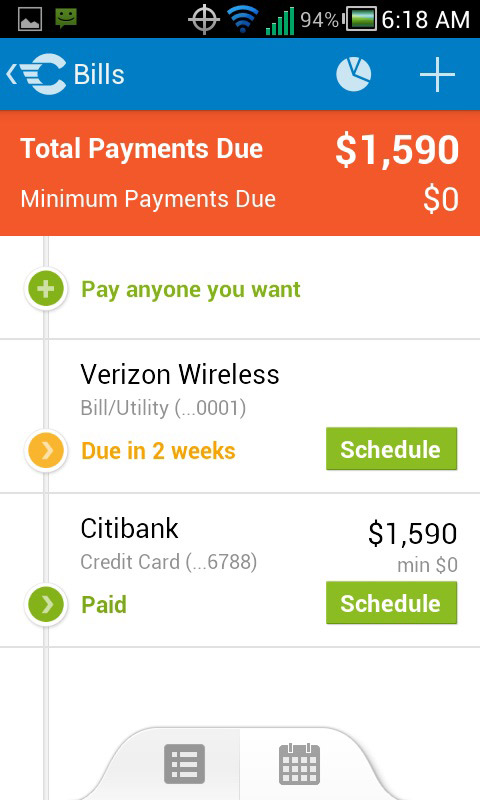 94% 6:18 AM
Bills
Total Payments Due $1,590
Minimum Payments Due $0
Pay anyone you want
Verizon Wireless
Bill/Utility (...0001)
Due in 2 weeks Schedule
Citibank $1,590
Credit Card (...6788) min $0
Paid Schedule